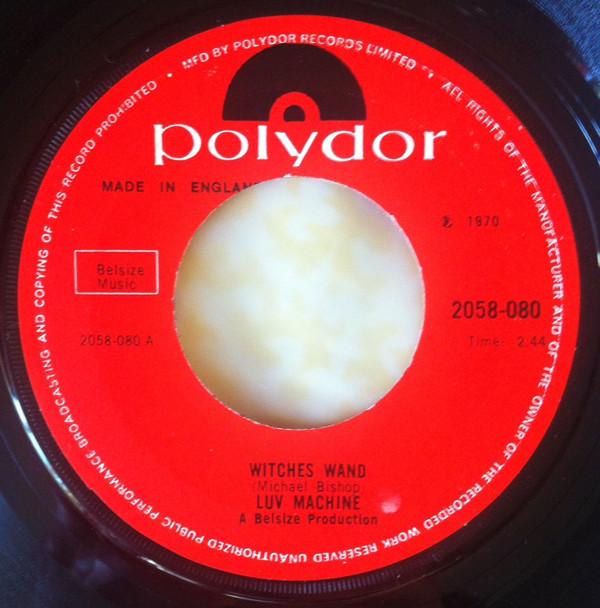 MFD BY POLYDOR RECORDS LIMITED • ALL RIGHTS OF THE MANUFACTURER AND OF THE OWNER OF THE RECORDED WORK RESERVED UNAUTHORIZED PUBLIC PERFORMANCE BROADCASTING AND COPYING OF THIS RECORD PROHIBITED •
polydor
MADE IN ENGLAN
℗ 1970
Belsize
Music
2058-080
2058-080 A
Time: 2.44
WITCHES WAND
(Michael Bishop)
LUV MACHINE
A Belsize Production